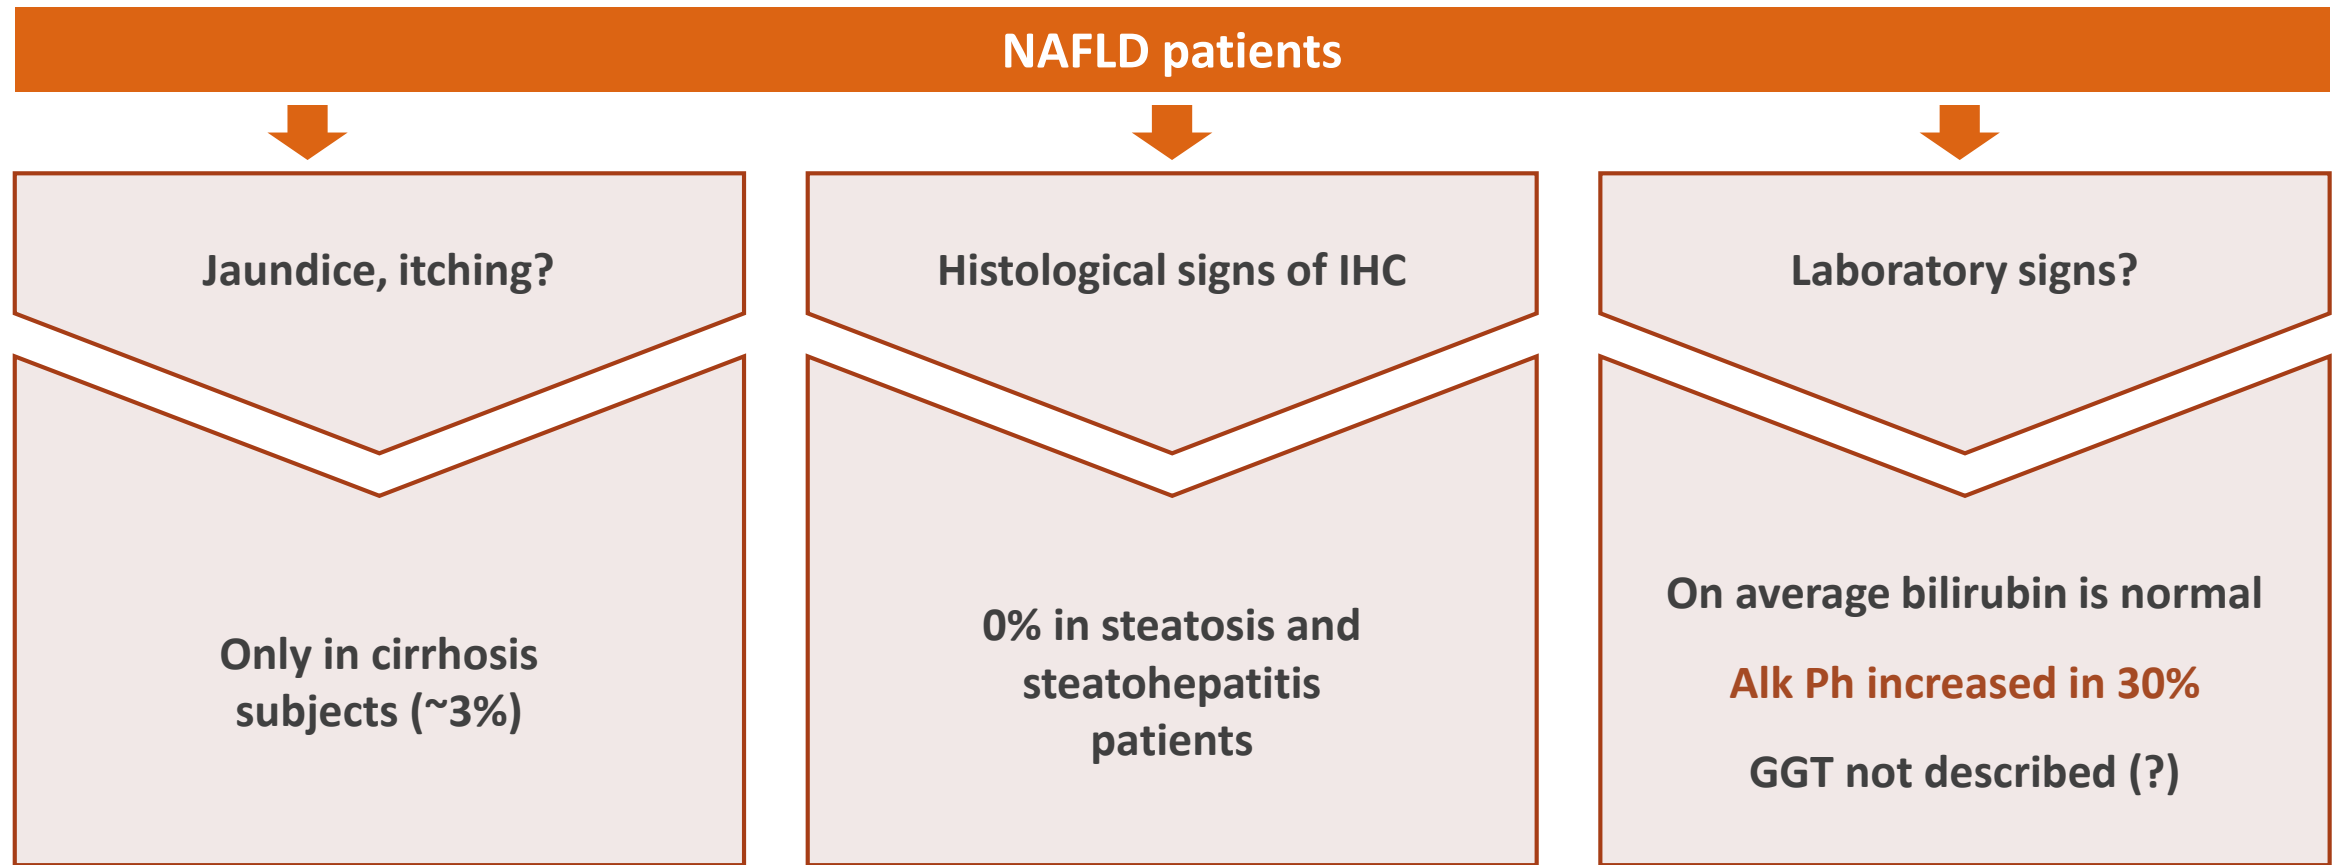 NAFLD patients
Jaundice, itching?
Only in cirrhosis
subjects (~3%)
Histological signs of IHC
0% in steatosis and
steatohepatitis
patients
Laboratory signs?
On average bilirubin is normal
Alk Ph increased in 30%
GGT not described (?)